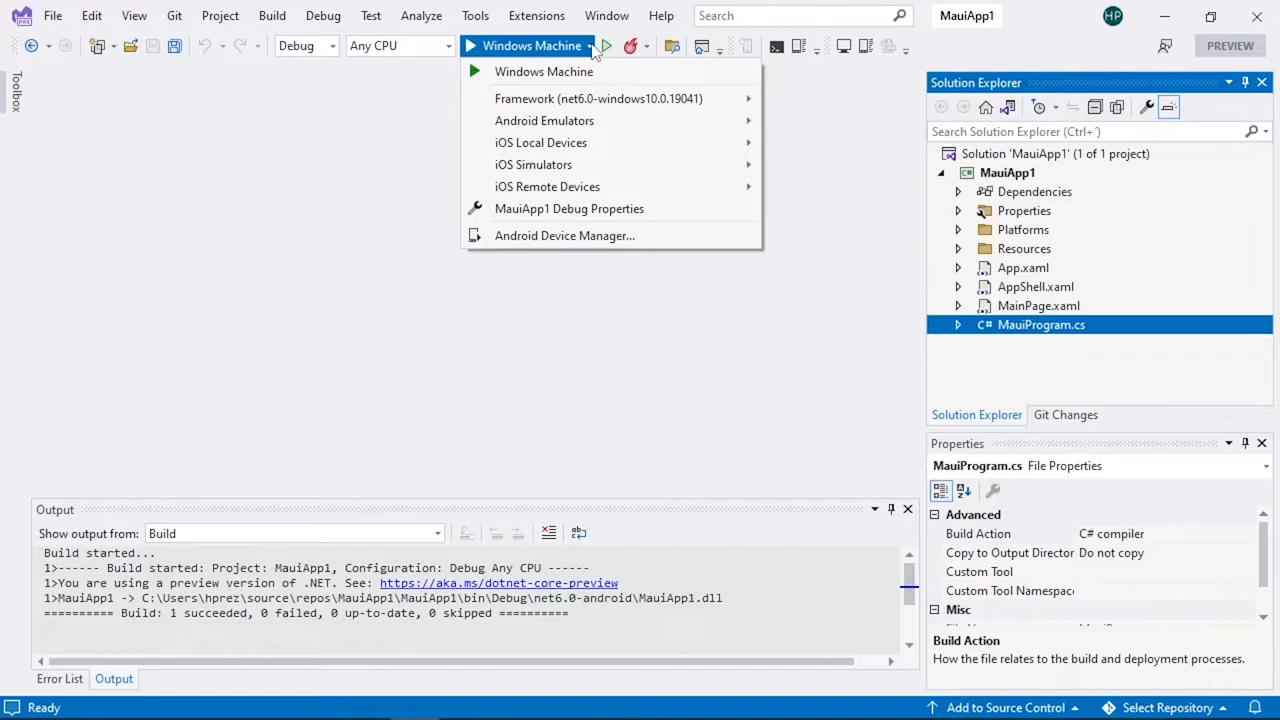 File Edit View Git Project Build Debug Test Analyze Tools Extensions Window Help Search MauiApp1 HP
Debug Any CPU Windows Machine PREVIEW
Toolbox
Windows Machine
Framework (net6.0-windows10.0.19041)
Android Emulators
iOS Local Devices
iOS Simulators
iOS Remote Devices
MauiApp1 Debug Properties
Android Device Manager...
Solution Explorer
Search Solution Explorer (Ctrl+´)
Solution 'MauiApp1' (1 of 1 project)
C# MauiApp1
Dependencies
Properties
Platforms
Resources
App.xaml
AppShell.xaml
MainPage.xaml
C# MauiProgram.cs
Solution Explorer Git Changes
Properties
MauiProgram.cs File Properties
Advanced
Build Action C# compiler
Copy to Output Director Do not copy
Custom Tool
Custom Tool Namespace
Misc
Build Action
How the file relates to the build and deployment processes.
Output
Show output from: Build
Build started...
1>------ Build started: Project: MauiApp1, Configuration: Debug Any CPU ------
1>You are using a preview version of .NET. See: https://aka.ms/dotnet-core-preview
1>MauiApp1 -> C:\Users\hprez\source\repos\MauiApp1\MauiApp1\bin\Debug\net6.0-android\MauiApp1.dll
========== Build: 1 succeeded, 0 failed, 0 up-to-date, 0 skipped ==========
Error List Output
Ready Add to Source Control Select Repository